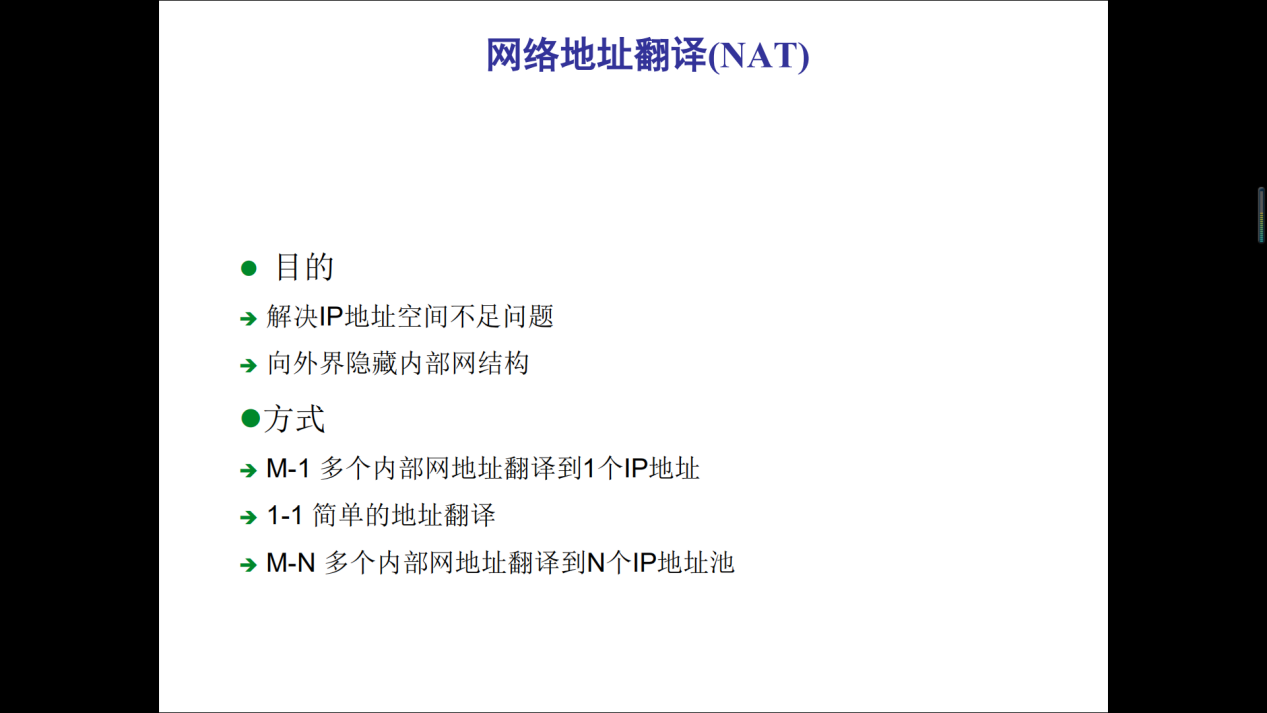 网络地址翻译(NAT)
● 目的
➔ 解决IP地址空间不足问题
➔ 向外界隐藏内部网结构
●方式
➔ M-1 多个内部网地址翻译到1个IP地址
➔ 1-1 简单的地址翻译
➔ M-N 多个内部网地址翻译到N个IP地址池